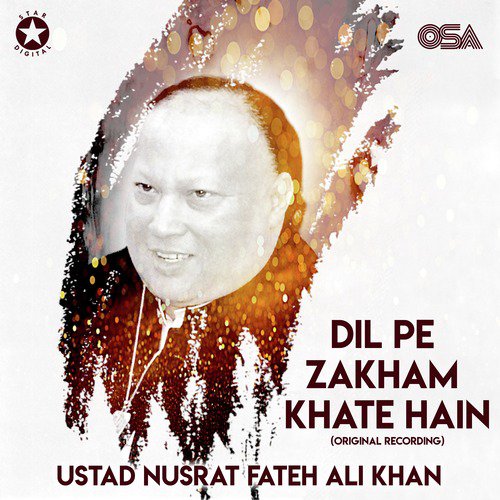 STAR
DIGITAL
OSA
DIL PE
ZAKHAM
KHATE HAIN
(ORIGINAL RECORDING)
USTAD NUSRAT FATEH ALI KHAN